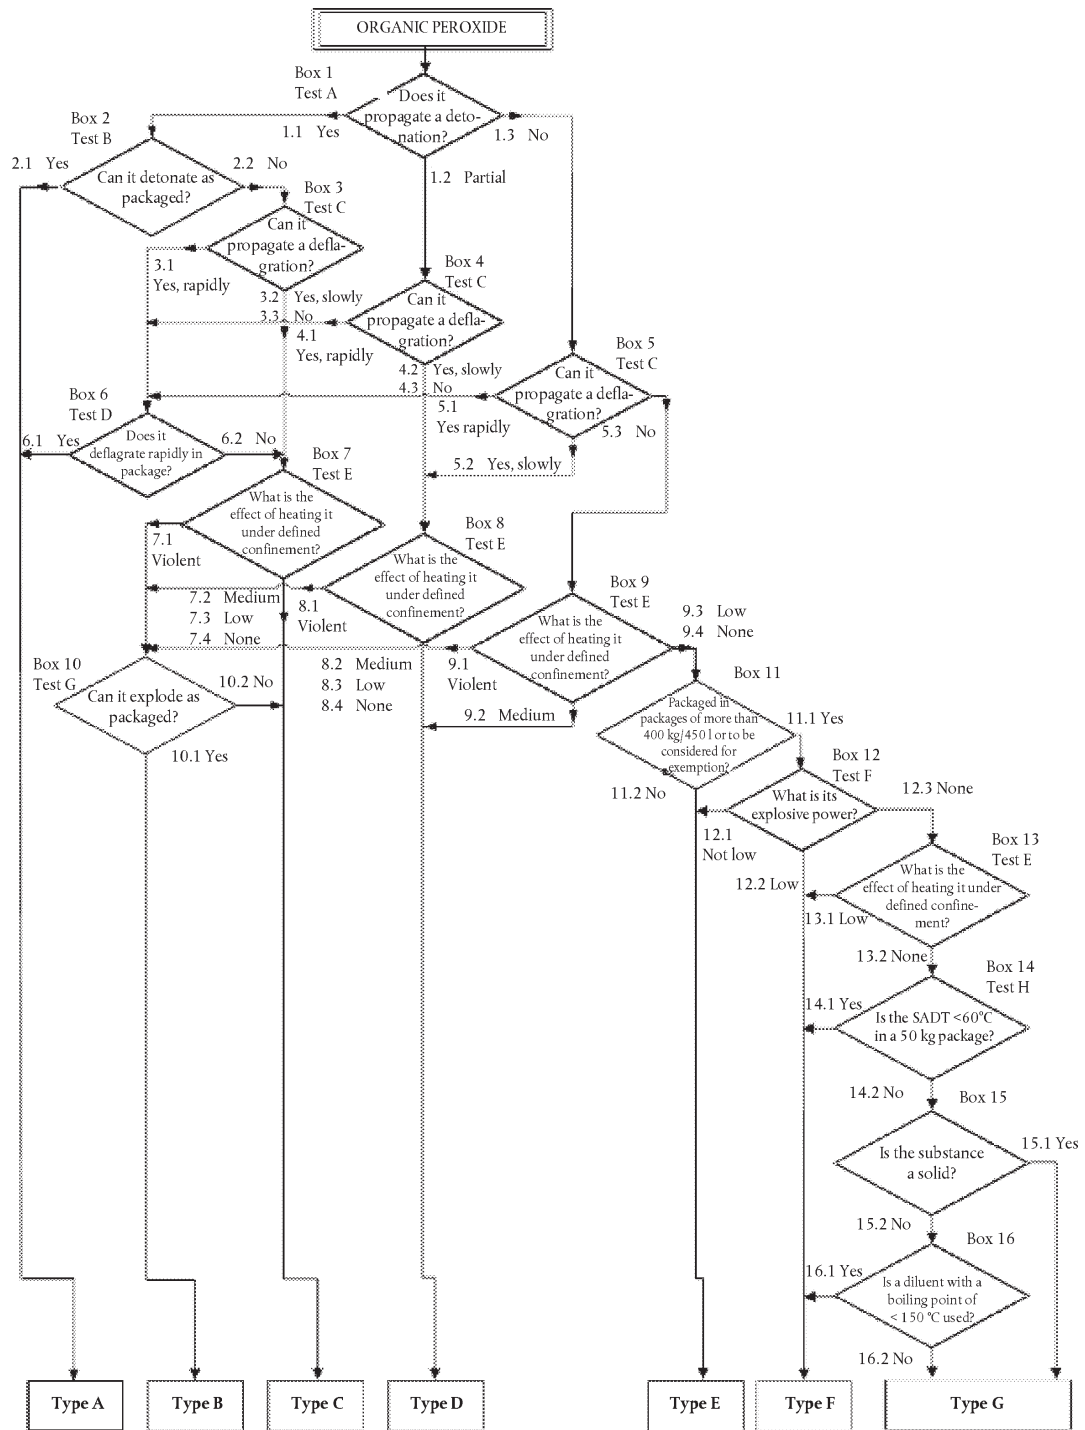 ORGANIC PEROXIDE
Box 1
Test A
Does it
propagate a deto-
nation?
1.1 Yes
1.3 No
1.2 Partial
Box 2
Test B
2.1 Yes
2.2 No
Can it detonate as
packaged?
Box 3
Test C
Can it
propagate a defla-
gration?
3.1
Yes, rapidly
3.2 Yes, slowly
3.3 No
Box 4
Test C
Can it
propagate a defla-
gration?
4.1
Yes, rapidly
4.2 Yes, slowly
4.3 No
Box 5
Test C
Can it
propagate a defla-
gration?
5.1
Yes rapidly
5.3 No
5.2 Yes, slowly
Box 6
Test D
6.1 Yes
6.2 No
Does it
deflagrate rapidly in
package?
Box 7
Test E
What is the
effect of heating it
under defined
confinement?
7.1
Violent
7.2 Medium
7.3 Low
7.4 None
Box 8
Test E
What is the
effect of heating it
under defined
confinement?
8.1
Violent
8.2 Medium
8.3 Low
8.4 None
Box 9
Test E
What is the
effect of heating it
under defined
confinement?
9.3 Low
9.4 None
9.1
Violent
9.2 Medium
Box 10
Test G
Can it explode as
packaged?
10.2 No
10.1 Yes
Box 11
Packaged in
packages of more than
400 kg/450 l or to be
considered for
exemption?
11.1 Yes
11.2 No
Box 12
Test F
What is its
explosive power?
12.3 None
12.1
Not low
12.2 Low
Box 13
Test E
What is the
effect of heating it under
defined confine-
ment?
13.1 Low
13.2 None
Box 14
Test H
14.1 Yes
Is the SADT <60°C
in a 50 kg package?
14.2 No
Box 15
Is the substance
a solid?
15.1 Yes
15.2 No
Box 16
16.1 Yes
Is a diluent with a
boiling point of
< 150 °C used?
16.2 No
Type A
Type B
Type C
Type D
Type E
Type F
Type G